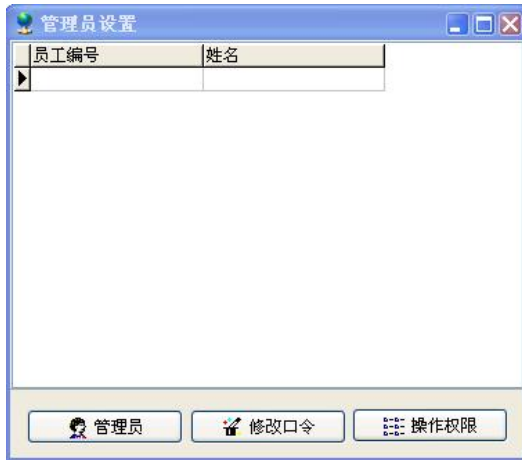 管理员设置
员工编号 姓名
管理员 修改口令 操作权限